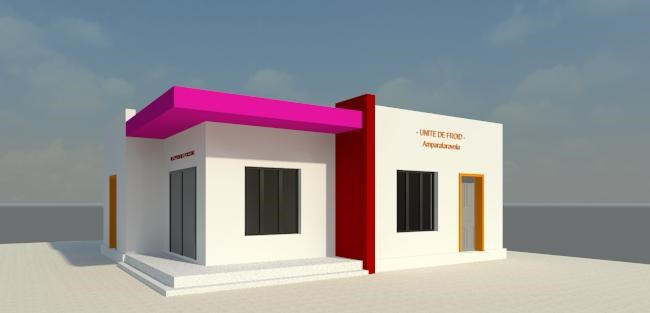 - UNITE DE FROID -
Amparafaravola